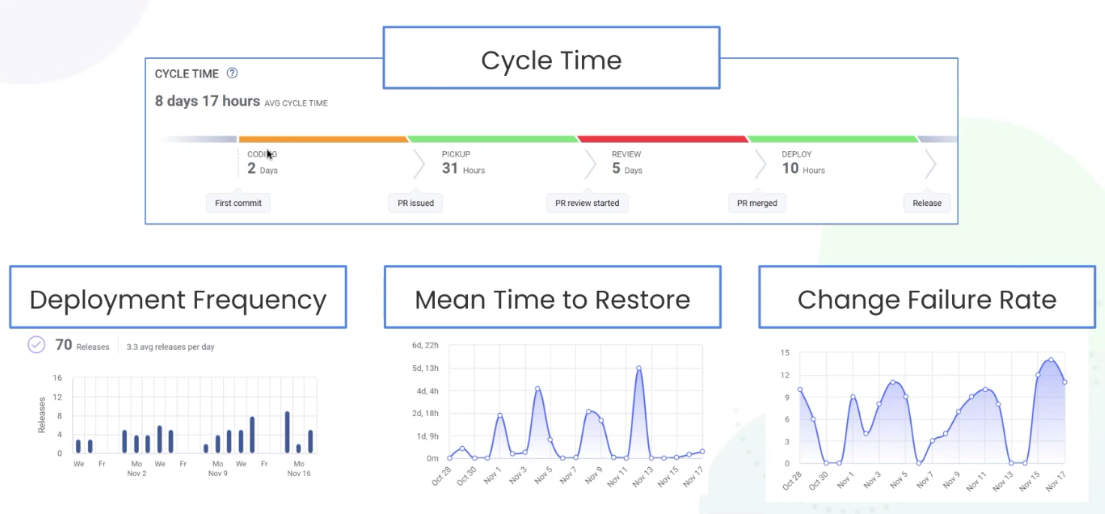 Cycle Time
CYCLE TIME ?
8 days 17 hours AVG CYCLE TIME
CODING PICKUP REVIEW DEPLOY
2 Days 31 Hours 5 Days 10 Hours
First commit PR issued PR review started PR merged Release
Deployment Frequency
70 Releases 3.3 avg releases per day
Releases
16
12
8
4
0
We Fr Mo We Fr Mo We Fr Mo
Nov 2 Nov 9 Nov 16
Mean Time to Restore
6d, 22h
5d, 13h
4d, 4h
2d, 18h
1d, 9h
0m
Oct 28 Oct 30 Nov 1 Nov 3 Nov 5 Nov 7 Nov 9 Nov 11 Nov 13 Nov 15 Nov 17
Change Failure Rate
15
12
9
6
3
0
Oct 28 Oct 30 Nov 1 Nov 3 Nov 5 Nov 7 Nov 9 Nov 11 Nov 13 Nov 15 Nov 17